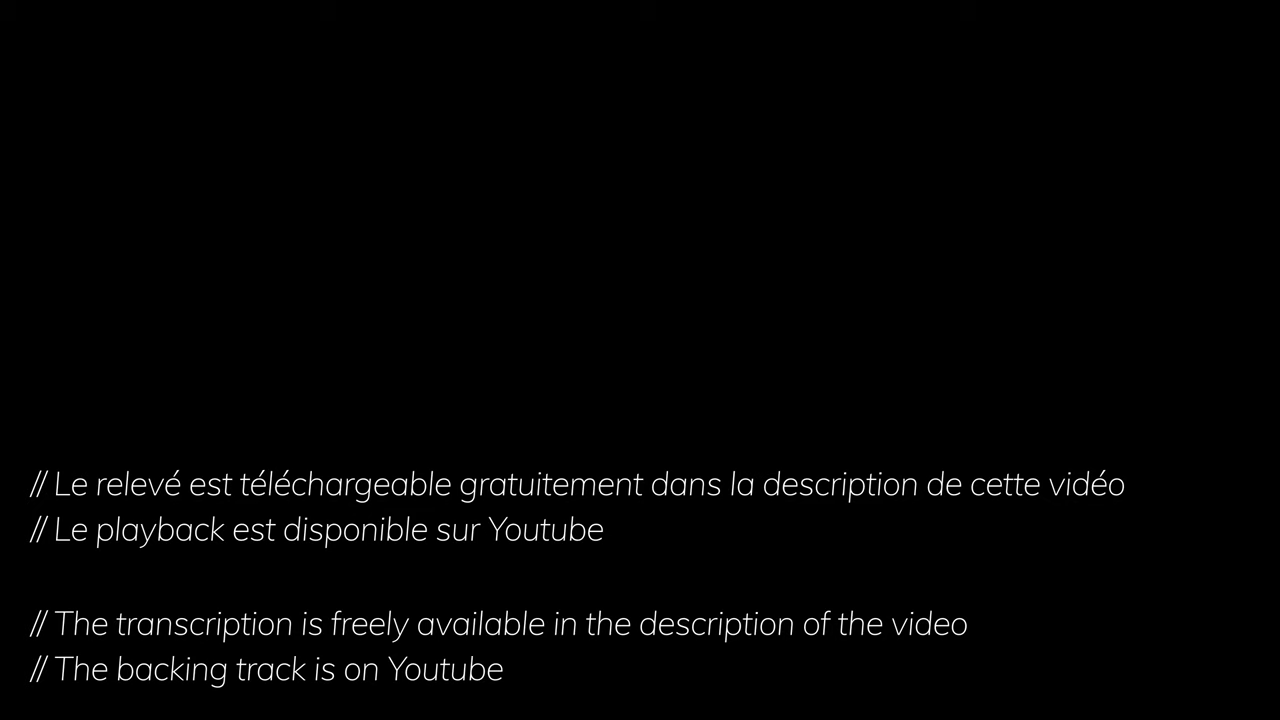 // Le relevé est téléchargeable gratuitement dans la description de cette vidéo
// Le playback est disponible sur Youtube
// The transcription is freely available in the description of the video
// The backing track is on Youtube